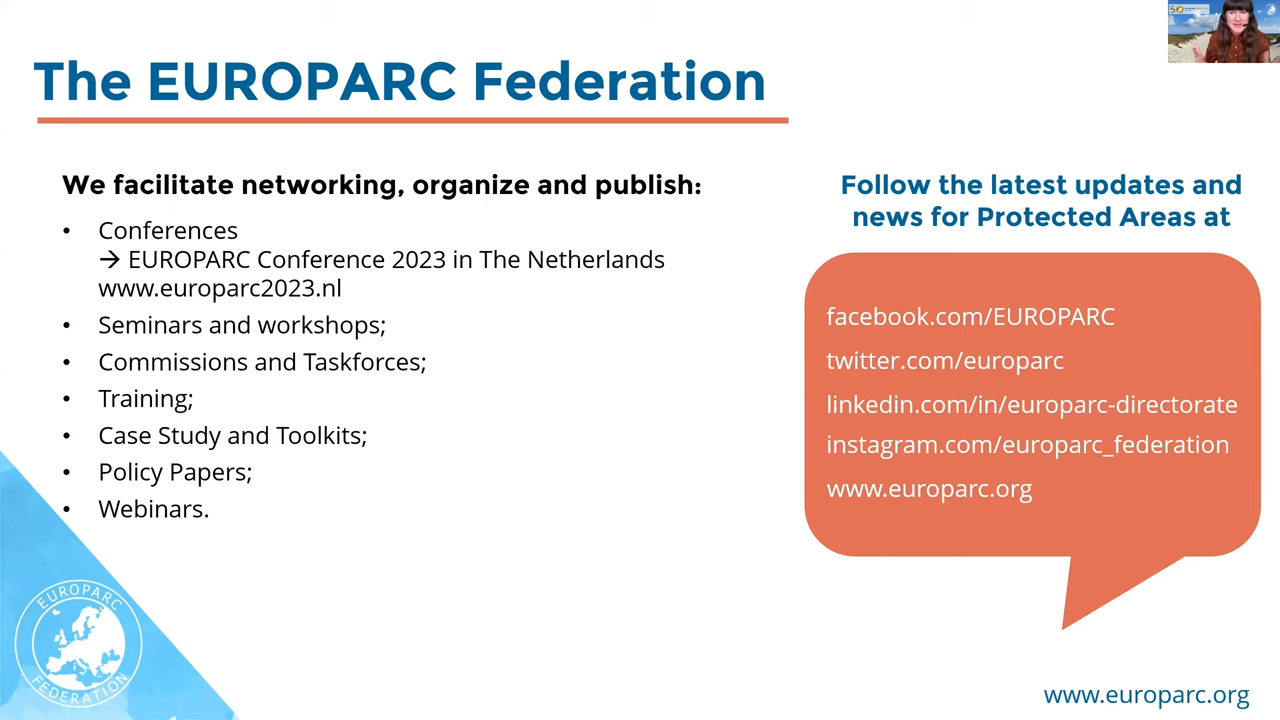 The EUROPARC Federation
We facilitate networking, organize and publish:
• Conferences
→ EUROPARC Conference 2023 in The Netherlands
www.europarc2023.nl
• Seminars and workshops;
• Commissions and Taskforces;
• Training;
• Case Study and Toolkits;
• Policy Papers;
• Webinars.
Follow the latest updates and
news for Protected Areas at
facebook.com/EUROPARC
twitter.com/europarc
linkedin.com/in/europarc-directorate
instagram.com/europarc_federation
www.europarc.org
EUROPARC
FEDERATION
www.europarc.org